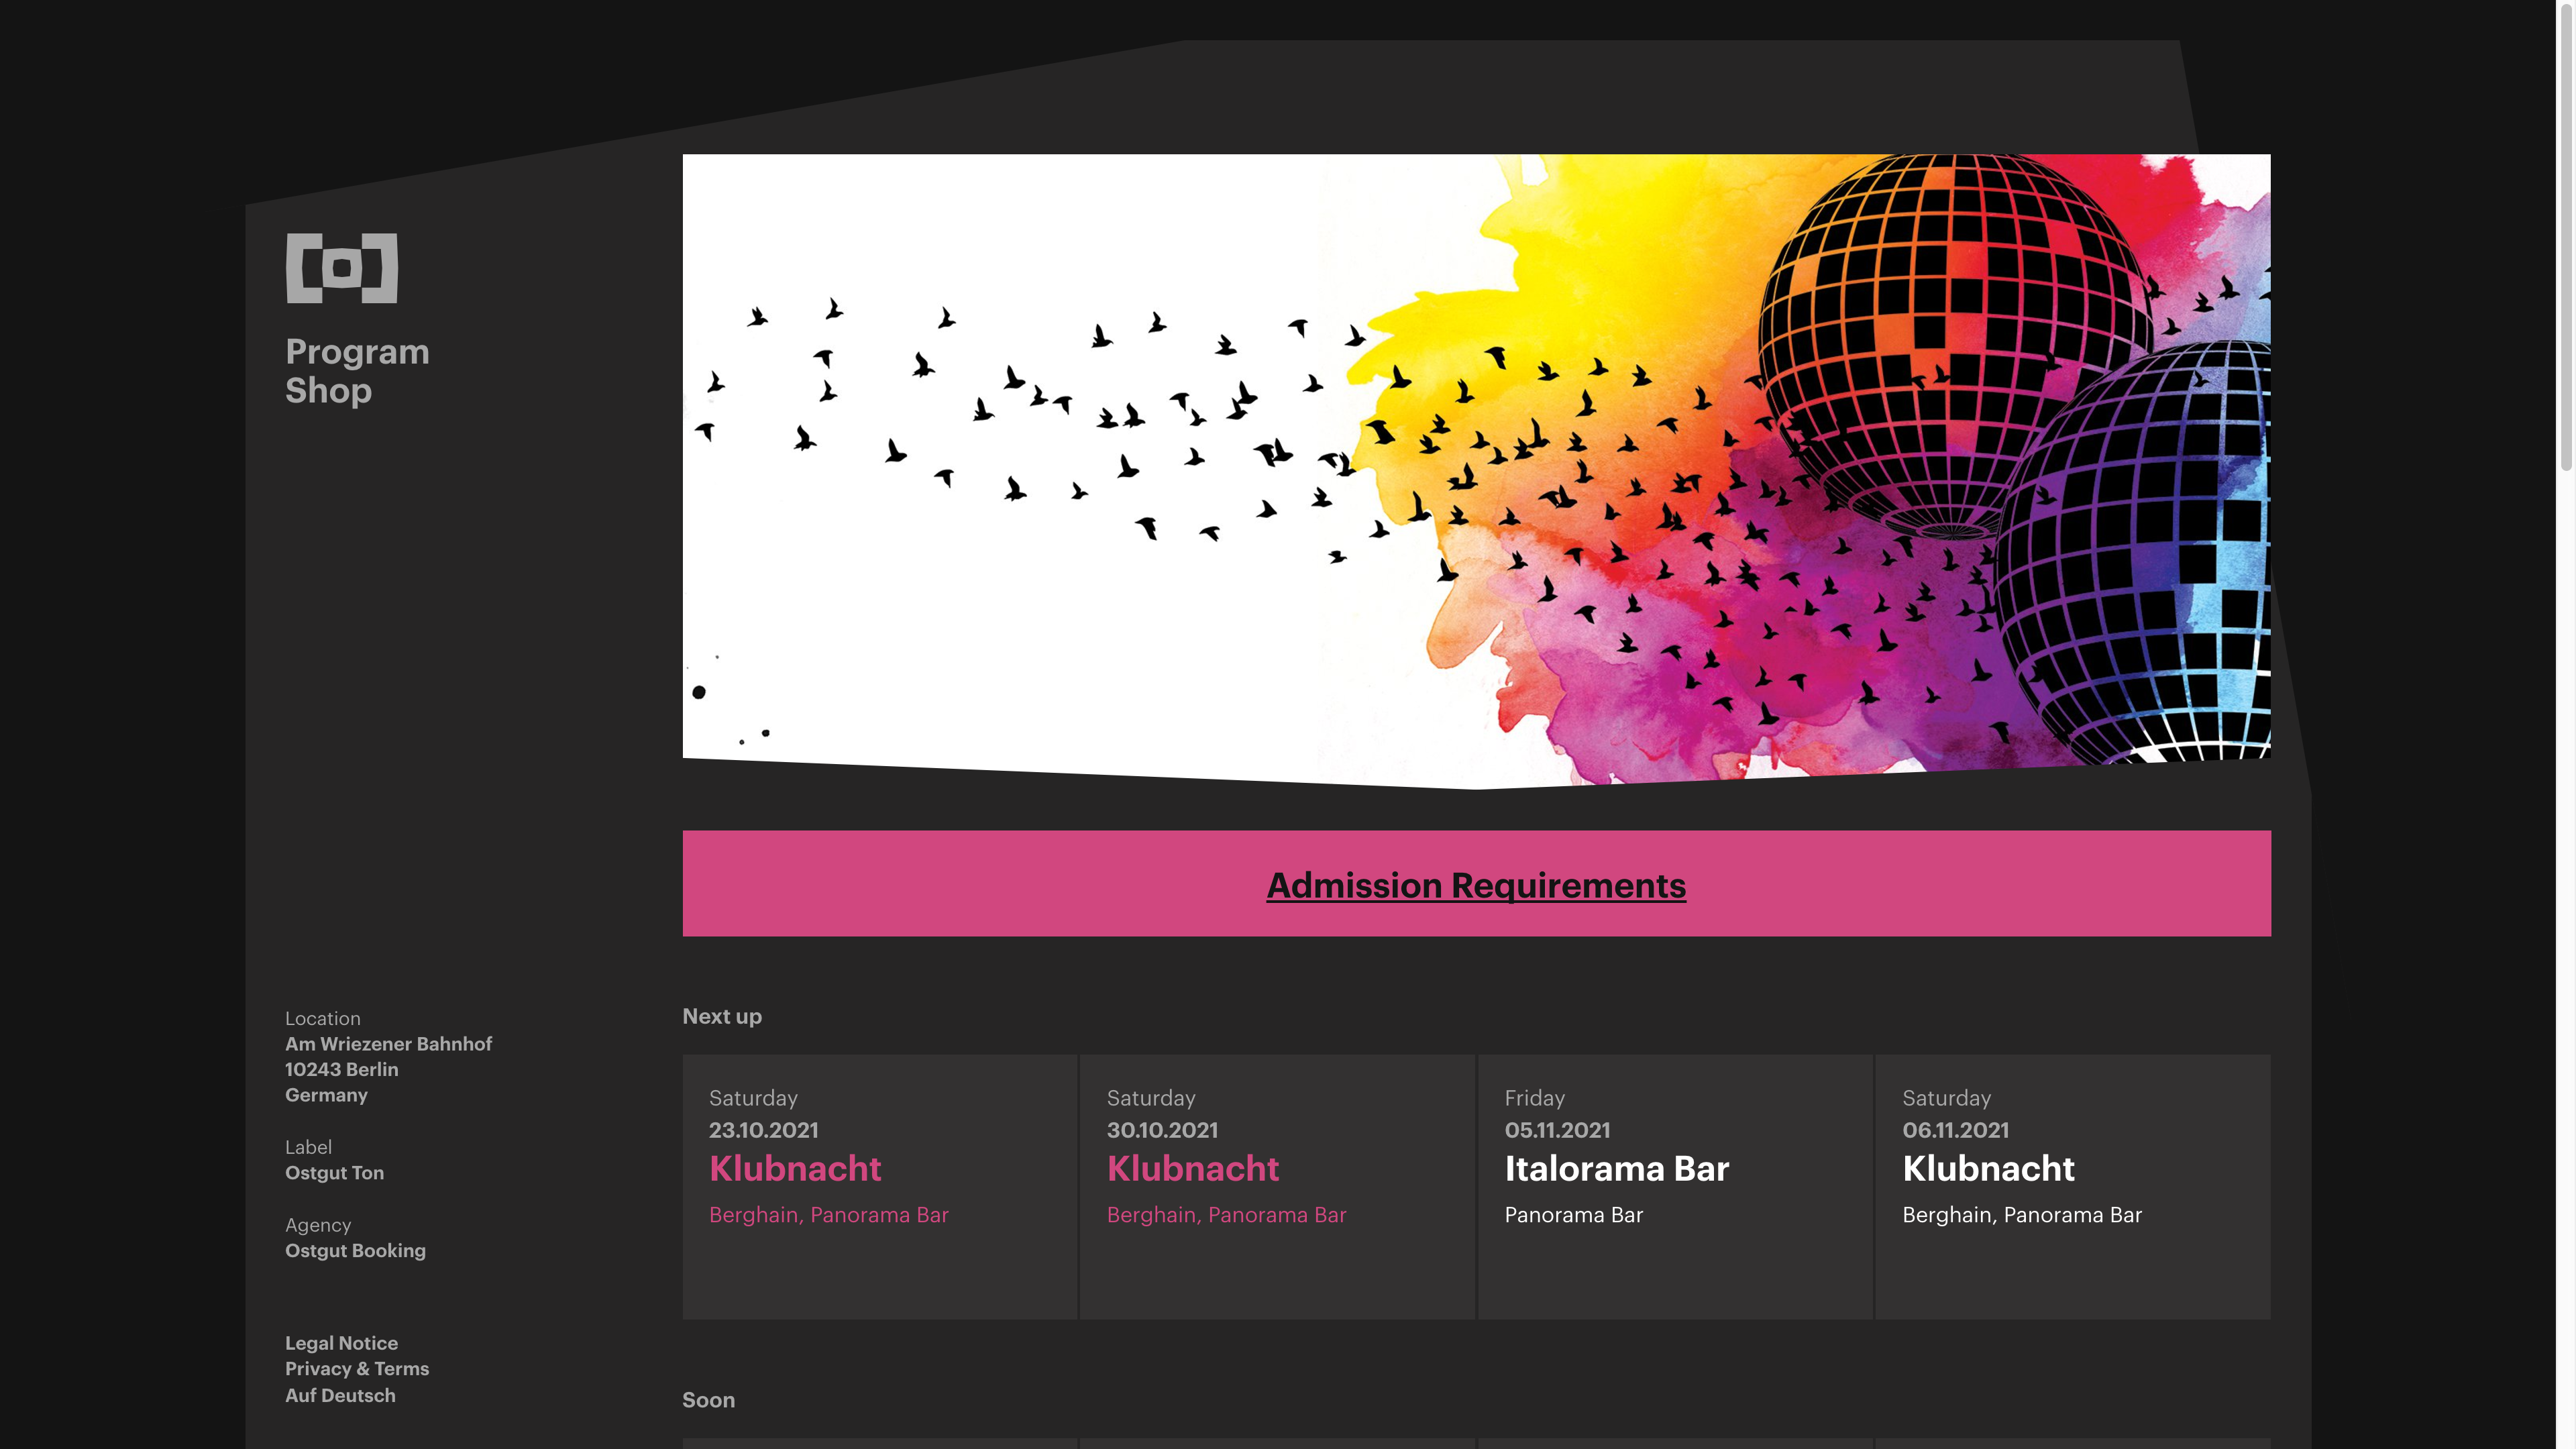 Program
Shop
Admission Requirements
Location
Am Wriezener Bahnhof
10243 Berlin
Germany
Label
Ostgut Ton
Agency
Ostgut Booking
Legal Notice
Privacy & Terms
Auf Deutsch
Next up
Saturday
23.10.2021
Klubnacht
Berghain, Panorama Bar
Saturday
30.10.2021
Klubnacht
Berghain, Panorama Bar
Friday
05.11.2021
Italorama Bar
Panorama Bar
Saturday
06.11.2021
Klubnacht
Berghain, Panorama Bar
Soon